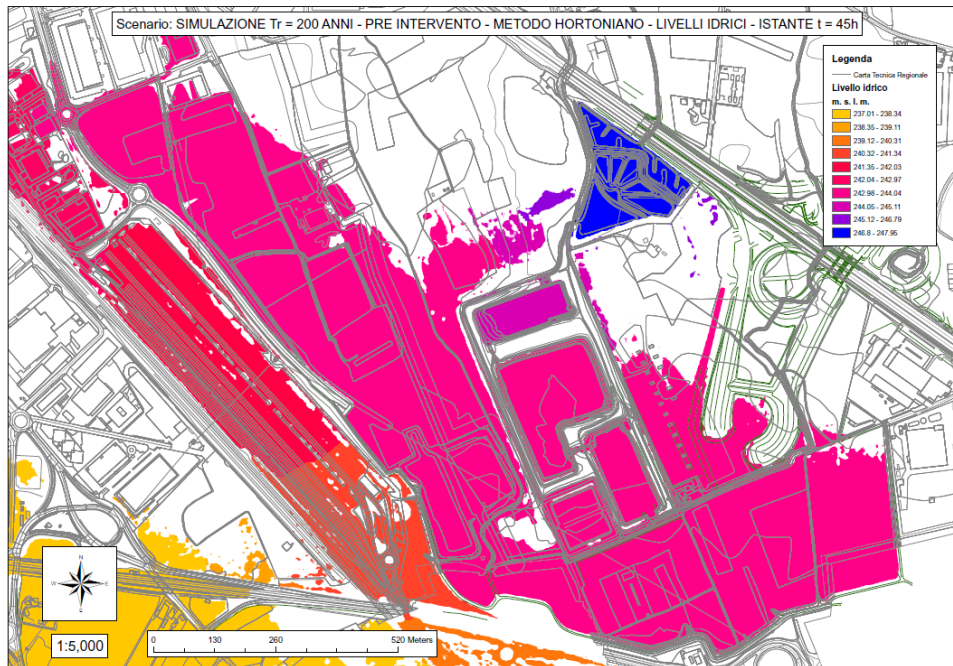 Scenario: SIMULAZIONE Tr = 200 ANNI - PRE INTERVENTO - METODO HORTONIANO - LIVELLI IDRICI - ISTANTE t = 45h
Legenda
Carta Tecnica Regionale
Livello idrico
m. s. l. m.
237.01 - 238.34
238.35 - 239.11
239.12 - 240.31
240.32 - 241.34
241.35 - 242.03
242.04 - 242.97
242.98 - 244.04
244.05 - 245.11
245.12 - 246.79
246.8 - 247.95
N
W E
S
1:5,000
0 130 260 520 Meters